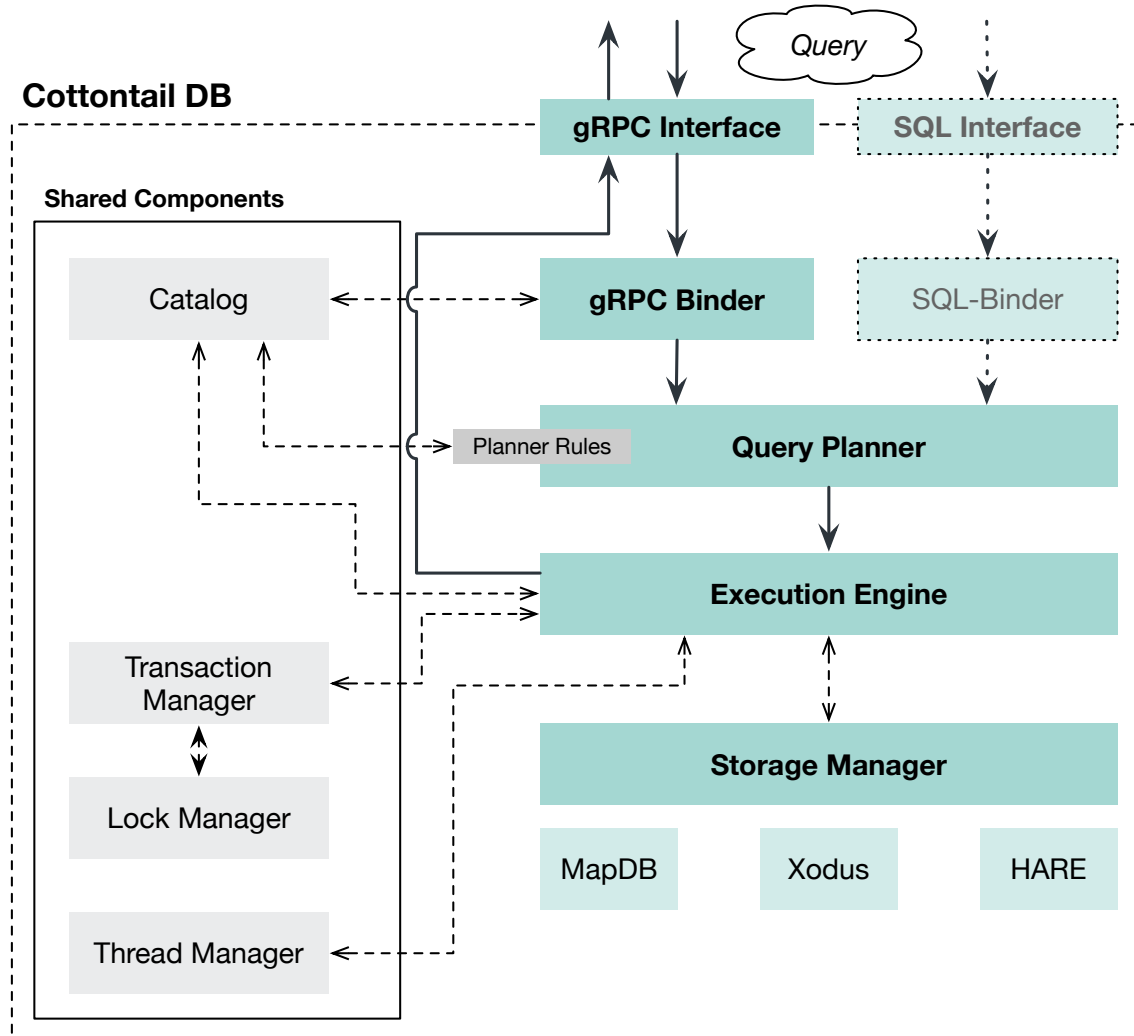 Query
Cottontail DB
gRPC Interface
SQL Interface
Shared Components
Catalog
gRPC Binder
SQL-Binder
Planner Rules
Query Planner
Execution Engine
Transaction
Manager
Storage Manager
Lock Manager
MapDB
Xodus
HARE
Thread Manager